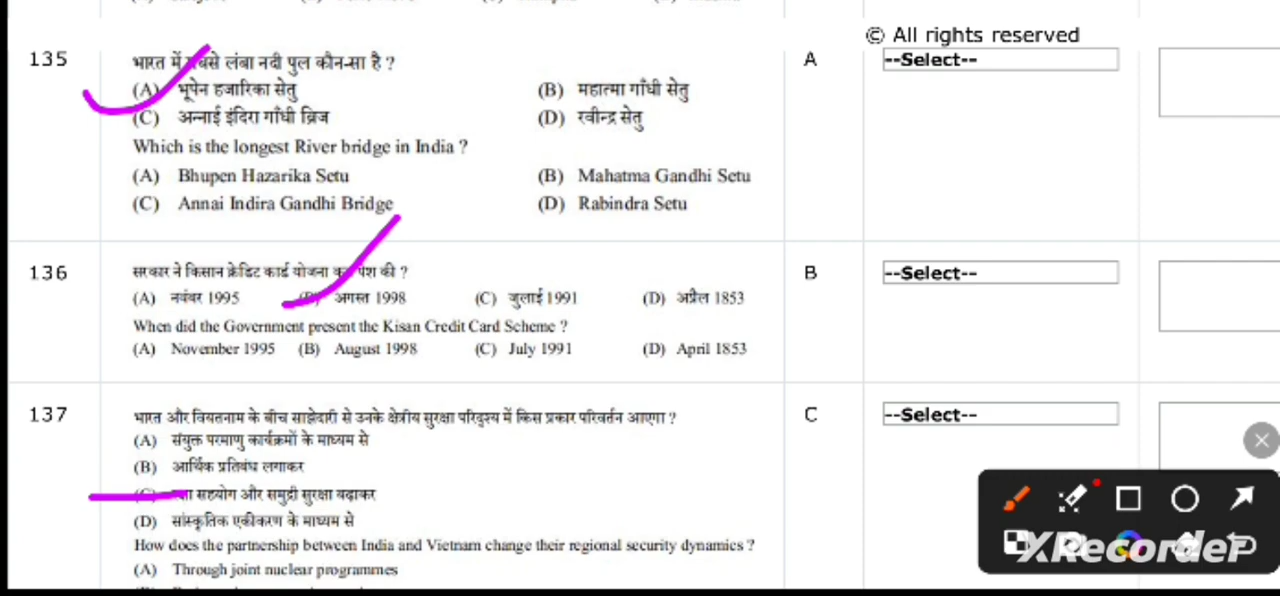 © All rights reserved
135 भारत में सबसे लंबा नदी पुल कौन-सा है ? A --Select--
(A) भूपेन हजारिका सेतु (B) महात्मा गाँधी सेतु
(C) अन्नाई इंदिरा गाँधी ब्रिज (D) रवीन्द्र सेतु
Which is the longest River bridge in India ?
(A) Bhupen Hazarika Setu (B) Mahatma Gandhi Setu
(C) Annai Indira Gandhi Bridge (D) Rabindra Setu
136 सरकार ने किसान क्रेडिट कार्ड योजना कब पेश की ? B --Select--
(A) नवंबर 1995 (B) अगस्त 1998 (C) जुलाई 1991 (D) अप्रैल 1853
When did the Government present the Kisan Credit Card Scheme ?
(A) November 1995 (B) August 1998 (C) July 1991 (D) April 1853
137 भारत और वियतनाम के बीच साझेदारी से उनके क्षेत्रीय सुरक्षा परिदृश्य में किस प्रकार परिवर्तन आएगा ? C --Select--
(A) संयुक्त परमाणु कार्यक्रमों के माध्यम से
(B) आर्थिक प्रतिबंध लगाकर
(C) सहयोग और समुद्री सुरक्षा बढ़ाकर
(D) सांस्कृतिक एकीकरण के माध्यम से
How does the partnership between India and Vietnam change their regional security dynamics ?
(A) Through joint nuclear programmes
XRecorder